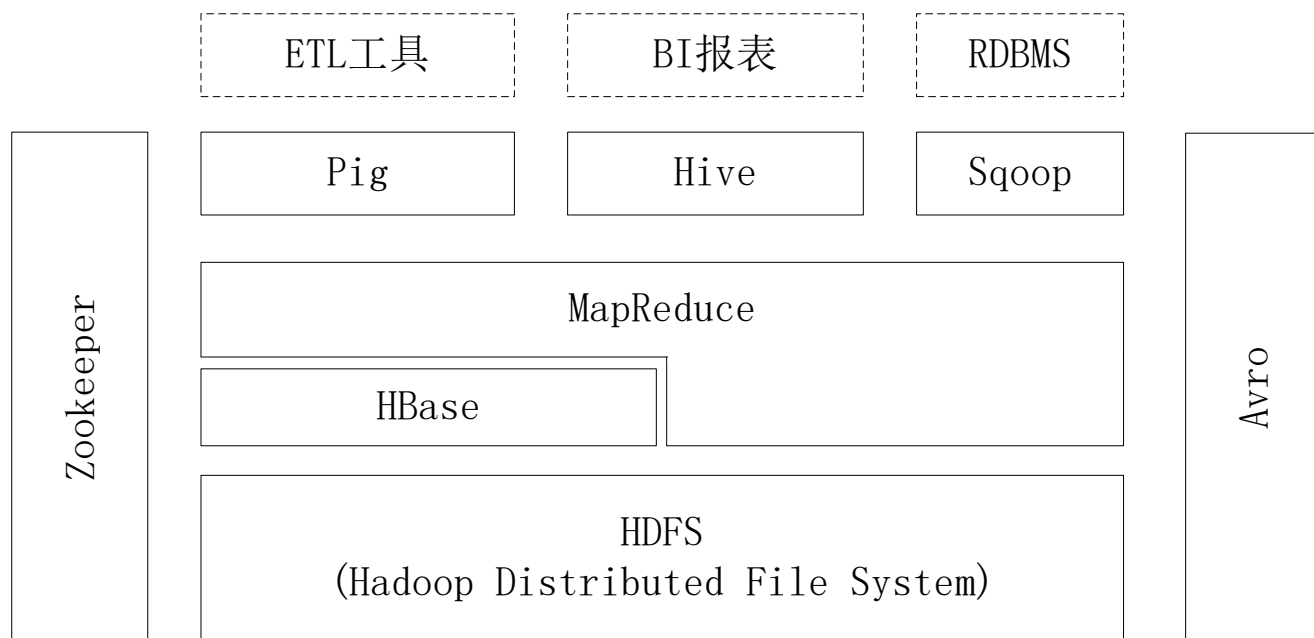 ETL工具
BI报表
RDBMS
Pig
Hive
Sqoop
Zookeeper
MapReduce
HBase
Avro
HDFS
(Hadoop Distributed File System)